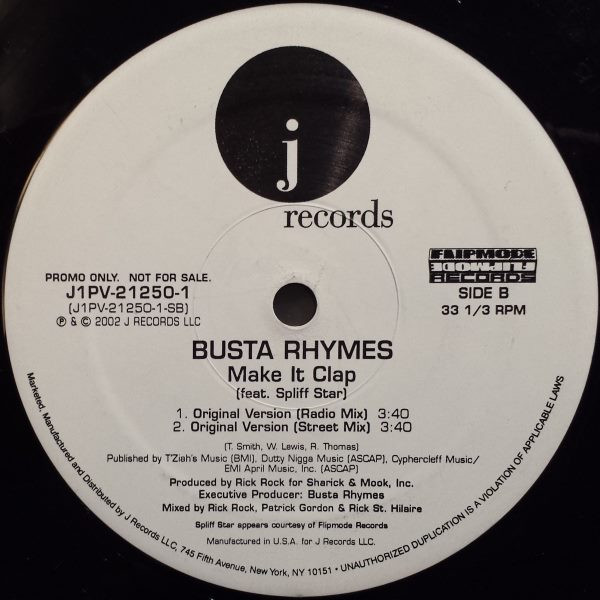 j
records
PROMO ONLY. NOT FOR SALE.
J1PV-21250-1
(J1PV-21250-1-SB)
℗ & © 2002 J RECORDS LLC
FLIPMODE
FLIPMODE
RECORDS
SIDE B
33 1/3 RPM
BUSTA RHYMES
Make It Clap
(feat. Spliff Star)
1. Original Version (Radio Mix) 3:40
2. Original Version (Street Mix) 3:40
(T. Smith, W. Lewis, R. Thomas)
Published by T'Ziah's Music (BMI), Dutty Nigga Music (ASCAP), Cyphercleff Music/
EMI April Music, Inc. (ASCAP)
Produced by Rick Rock for Sharick & Mook, Inc.
Executive Producer: Busta Rhymes
Mixed by Rick Rock, Patrick Gordon & Rick St. Hilaire
Spliff Star appears courtesy of Flipmode Records
Manufactured in U.S.A. for J Records LLC.
Marketed, Manufactured and Distributed by J Records LLC, 745 Fifth Avenue, New York, NY 10151 • UNAUTHORIZED DUPLICATION IS A VIOLATION OF APPLICABLE LAWS